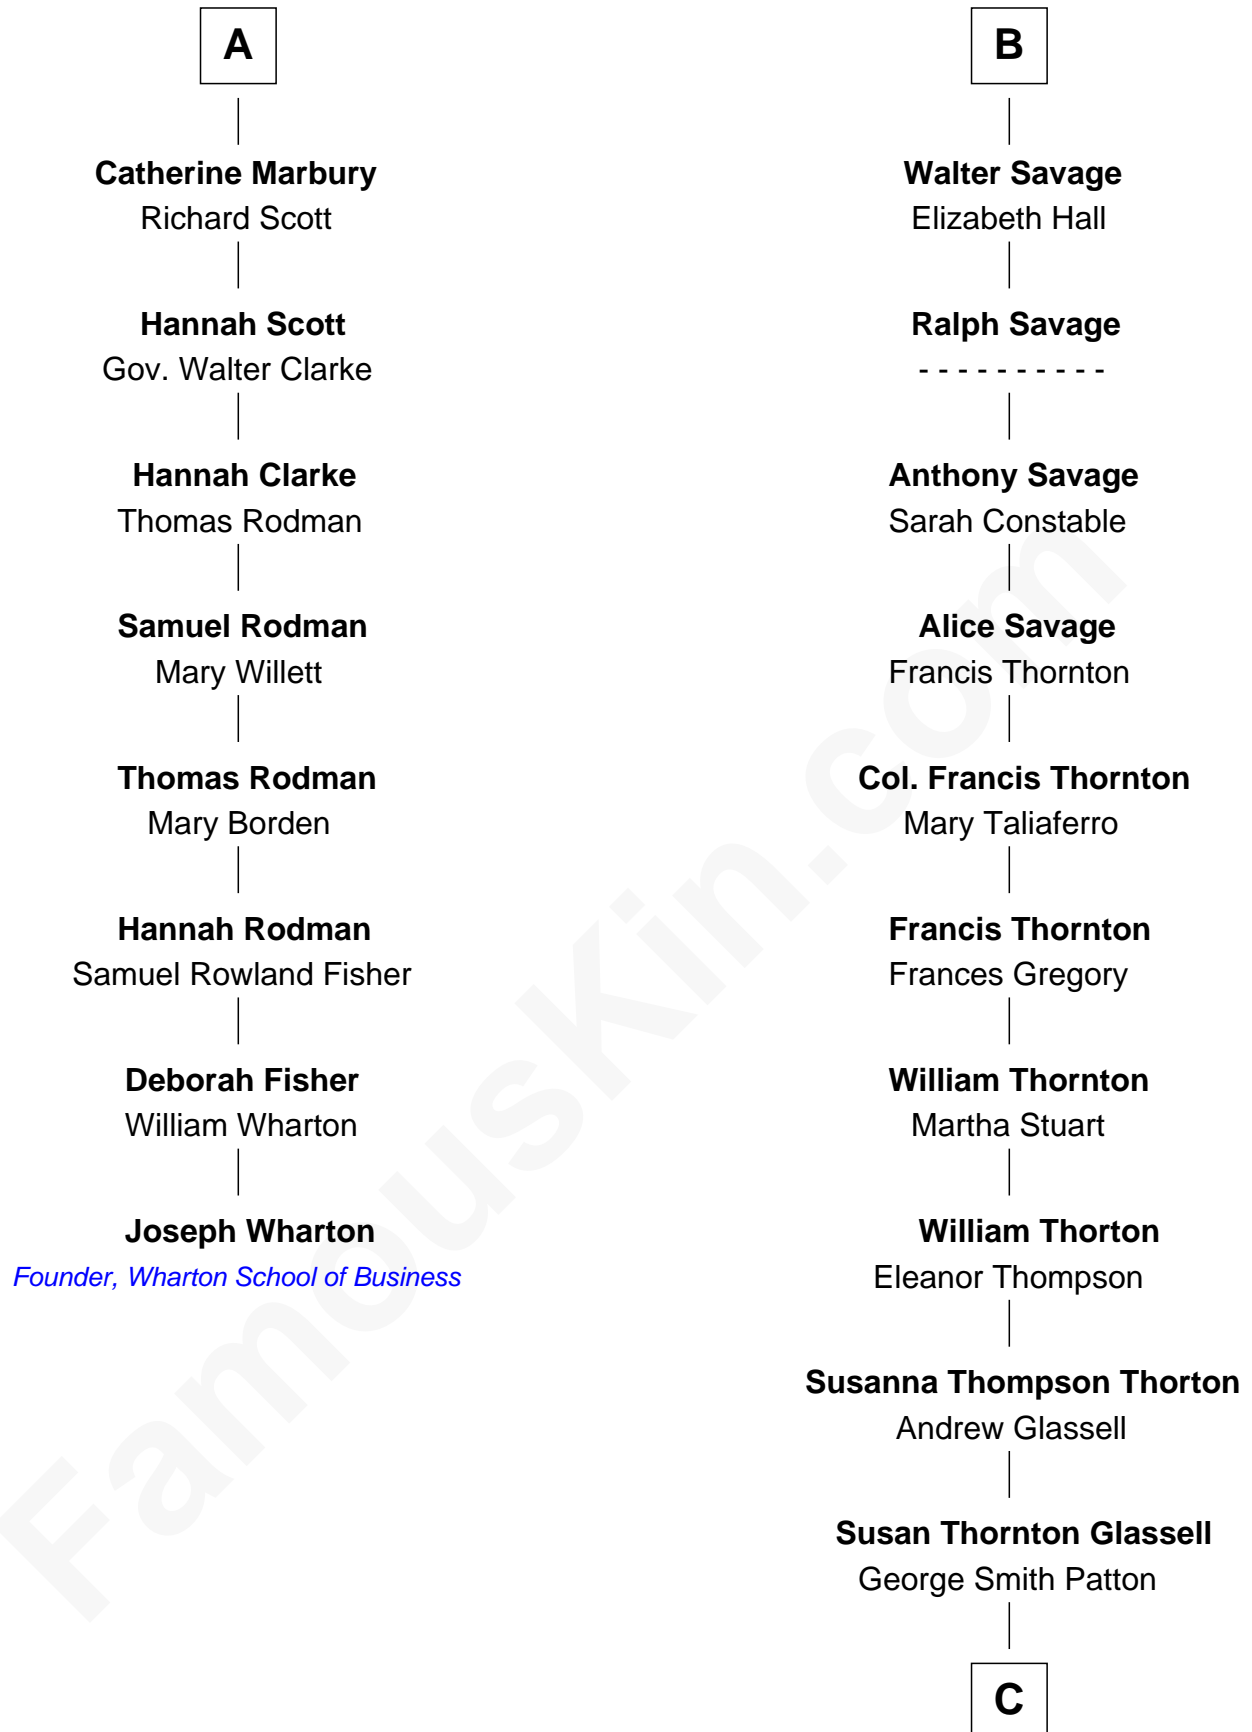 A
Catherine Marbury
Richard Scott
Hannah Scott
Gov. Walter Clarke
Hannah Clarke
Thomas Rodman
Samuel Rodman
Mary Willett
Thomas Rodman
Mary Borden
Hannah Rodman
Samuel Rowland Fisher
Deborah Fisher
William Wharton
Joseph Wharton
Founder, Wharton School of Business
B
Walter Savage
Elizabeth Hall
Ralph Savage
- - - - - - - - - -
Anthony Savage
Sarah Constable
Alice Savage
Francis Thornton
Col. Francis Thornton
Mary Taliaferro
Francis Thornton
Frances Gregory
William Thornton
Martha Stuart
William Thorton
Eleanor Thompson
Susanna Thompson Thorton
Andrew Glassell
Susan Thornton Glassell
George Smith Patton
C
FamousKin.com